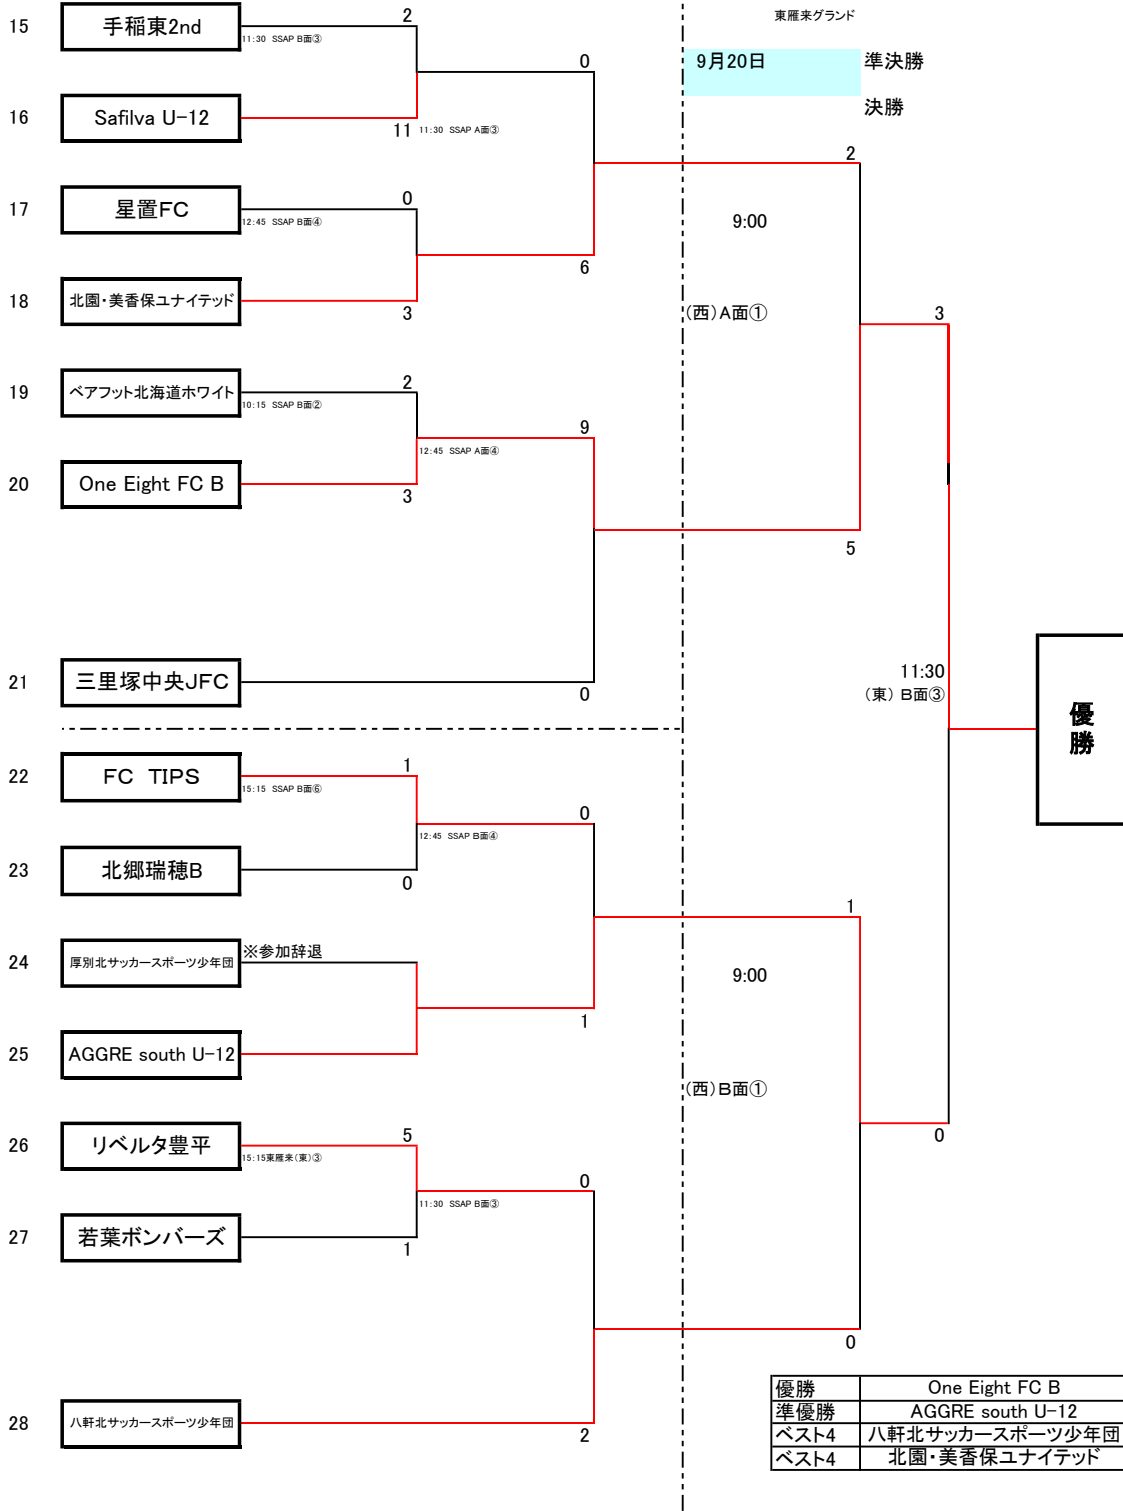 東雁来グランド
9月20日 準決勝
決勝
15 手稲東2nd 2
11:30 SSAP B面③
0
16 Safilva U-12
11 11:30 SSAP A面③
2
17 星置FC 0
12:45 SSAP B面④
9:00
6
18 北園・美香保ユナイテッド
3
(西)A面① 3
19 ベアフット北海道ホワイト 2
10:15 SSAP B面②
9
12:45 SSAP A面④
20 One Eight FC B
3
5
11:30
21 三里塚中央JFC
0
(東) B面③
優勝
22 FC TIPS 1
15:15 SSAP B面⑥
0
12:45 SSAP B面④
23 北郷瑞穂B
0
1
24 厚別北サッカースポーツ少年団 ※参加辞退
9:00
1
25 AGGRE south U-12
(西)B面①
26 リベルタ豊平 5
0
15:15東雁来(東)③
0
11:30 SSAP B面③
27 若葉ボンバーズ
1
0
28 八軒北サッカースポーツ少年団
2
優勝 One Eight FC B
準優勝 AGGRE south U-12
ベスト4 八軒北サッカースポーツ少年団
ベスト4 北園・美香保ユナイテッド